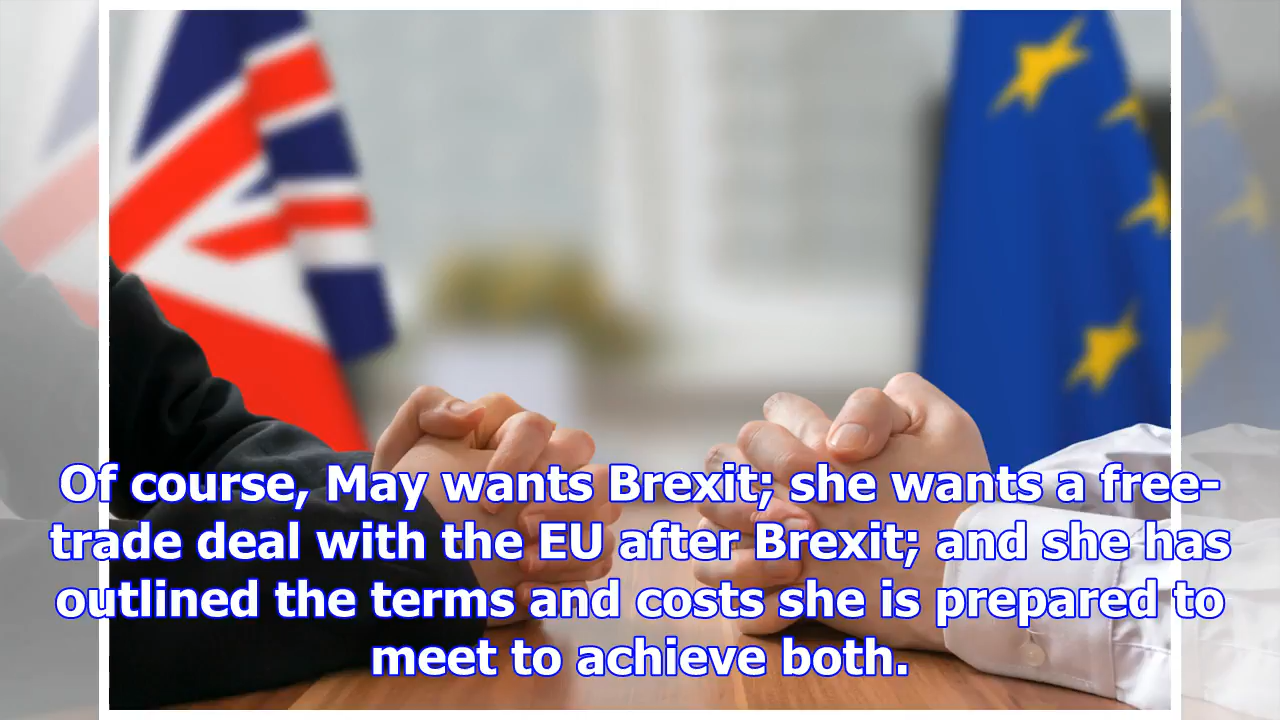 Of course, May wants Brexit; she wants a free-
trade deal with the EU after Brexit; and she has
outlined the terms and costs she is prepared to
meet to achieve both.